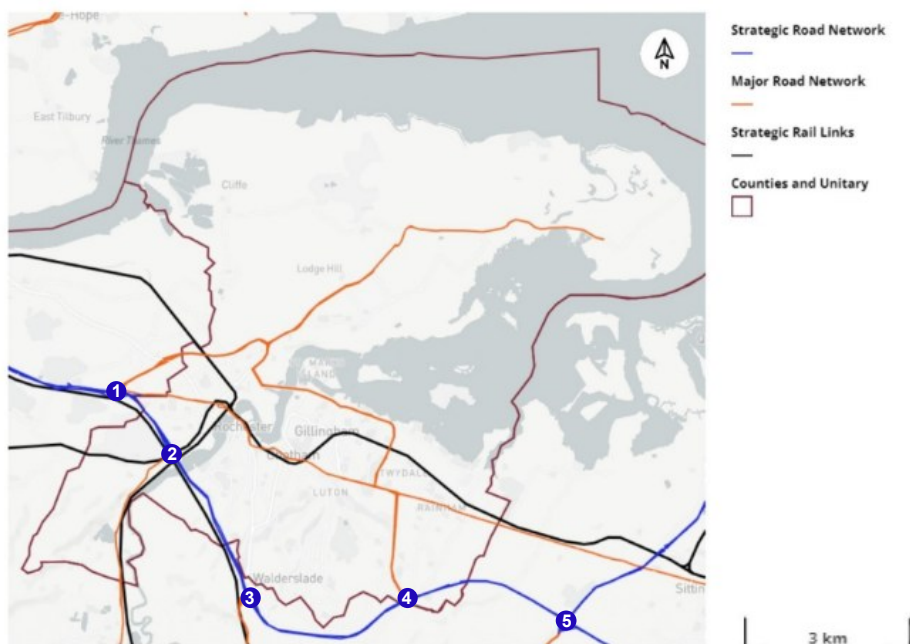 e-Hope
East Tilbury
River Thames
Cliffe
Lodge Hill
Rochester
Gillingham
Chatham
LUTON
TWYDALL
RAINHAM
Walderslade
Sittin
1
2
3
4
5
N
Strategic Road Network
Major Road Network
Strategic Rail Links
Counties and Unitary
3 km